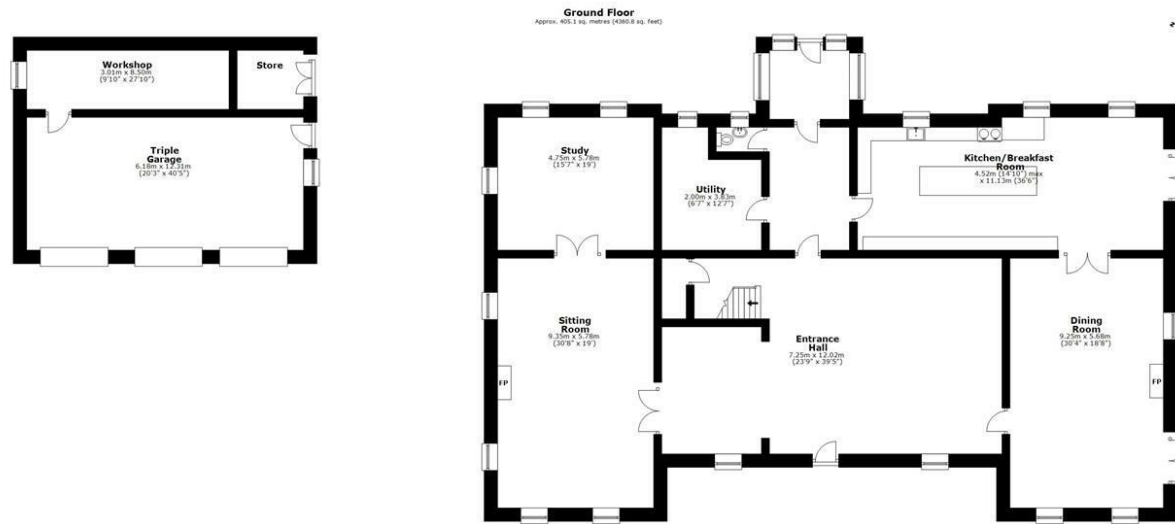 Ground Floor
Approx. 405.1 sq. metres (4360.8 sq. feet)
Workshop
3.01m x 8.50m
(9'10" x 27'10")
Store
Triple
Garage
6.18m x 12.31m
(20'3" x 40'5")
Study
4.75m x 5.78m
(15'7" x 19')
Utility
2.00m x 3.83m
(6'7" x 12'7")
Kitchen/Breakfast
Room
4.52m (14'10") max
x 11.13m (36'6")
Sitting
Room
9.35m x 5.78m
(30'8" x 19')
FP
Entrance
Hall
7.25m x 12.02m
(23'9" x 39'5")
Dining
Room
9.25m x 5.68m
(30'4" x 18'8")
FP